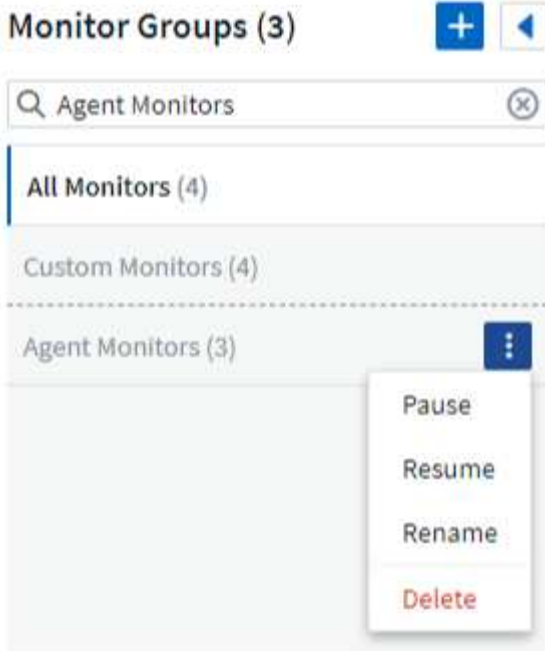 Monitor Groups (3)
Agent Monitors
All Monitors (4)
Custom Monitors (4)
Agent Monitors (3)
Pause
Resume
Rename
Delete